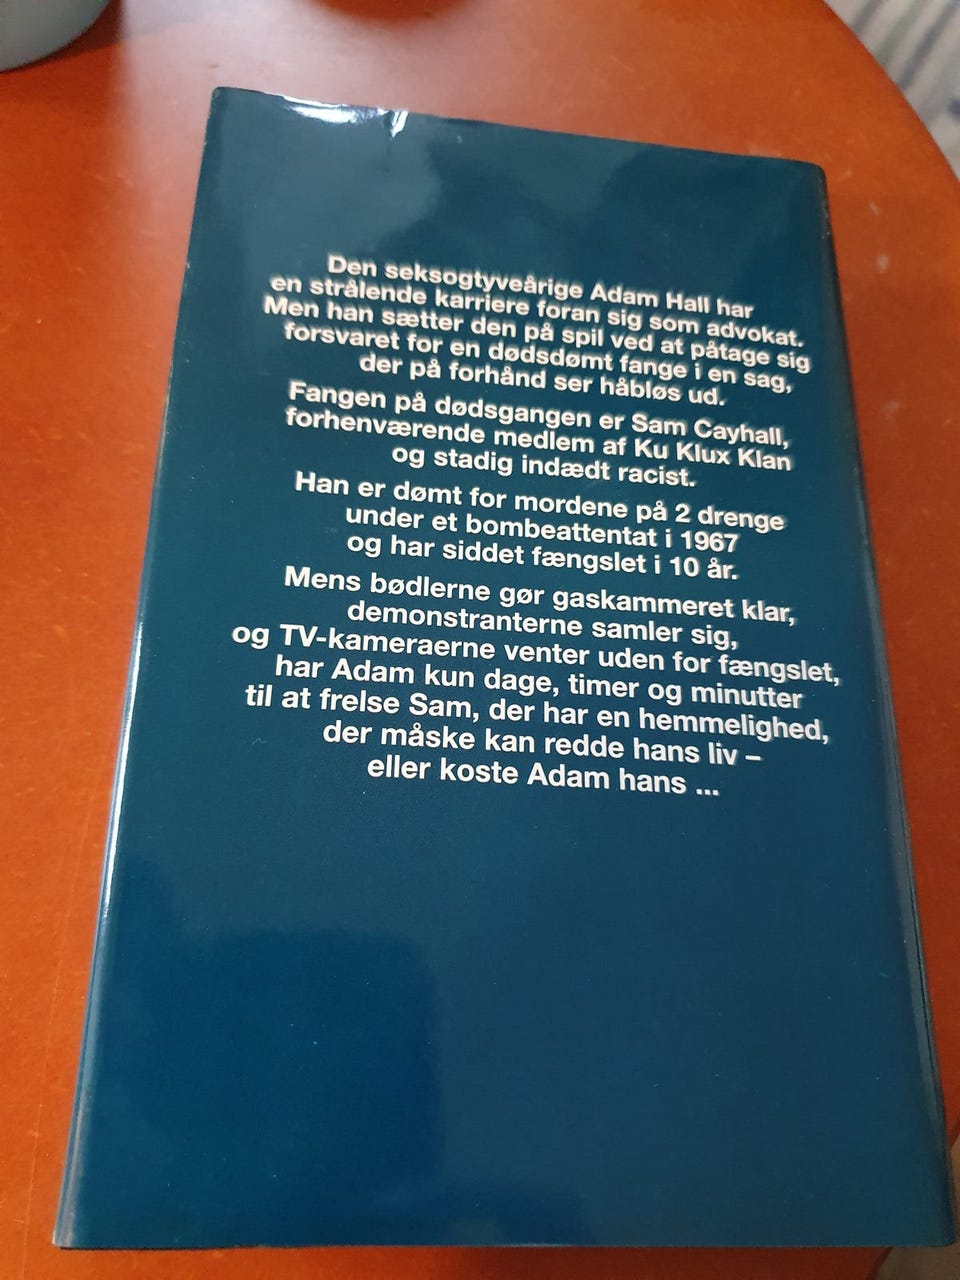 Den seksogtyveårige Adam Hall har
en strålende karriere foran sig som advokat.
Men han sætter den på spil ved at påtage sig
forsvaret for en dødsdømt fange i en sag,
der på forhånd ser håbløs ud.
Fangen på dødsgangen er Sam Cayhall,
forhenværende medlem af Ku Klux Klan
og stadig indædt racist.
Han er dømt for mordene på 2 drenge
under et bombeattentat i 1967
og har siddet fængslet i 10 år.
Mens bødlerne gør gaskammeret klar,
demonstranterne samler sig,
og TV-kameraerne venter uden for fængslet,
har Adam kun dage, timer og minutter
til at frelse Sam, der har en hemmelighed,
der måske kan redde hans liv –
eller koste Adam hans ...